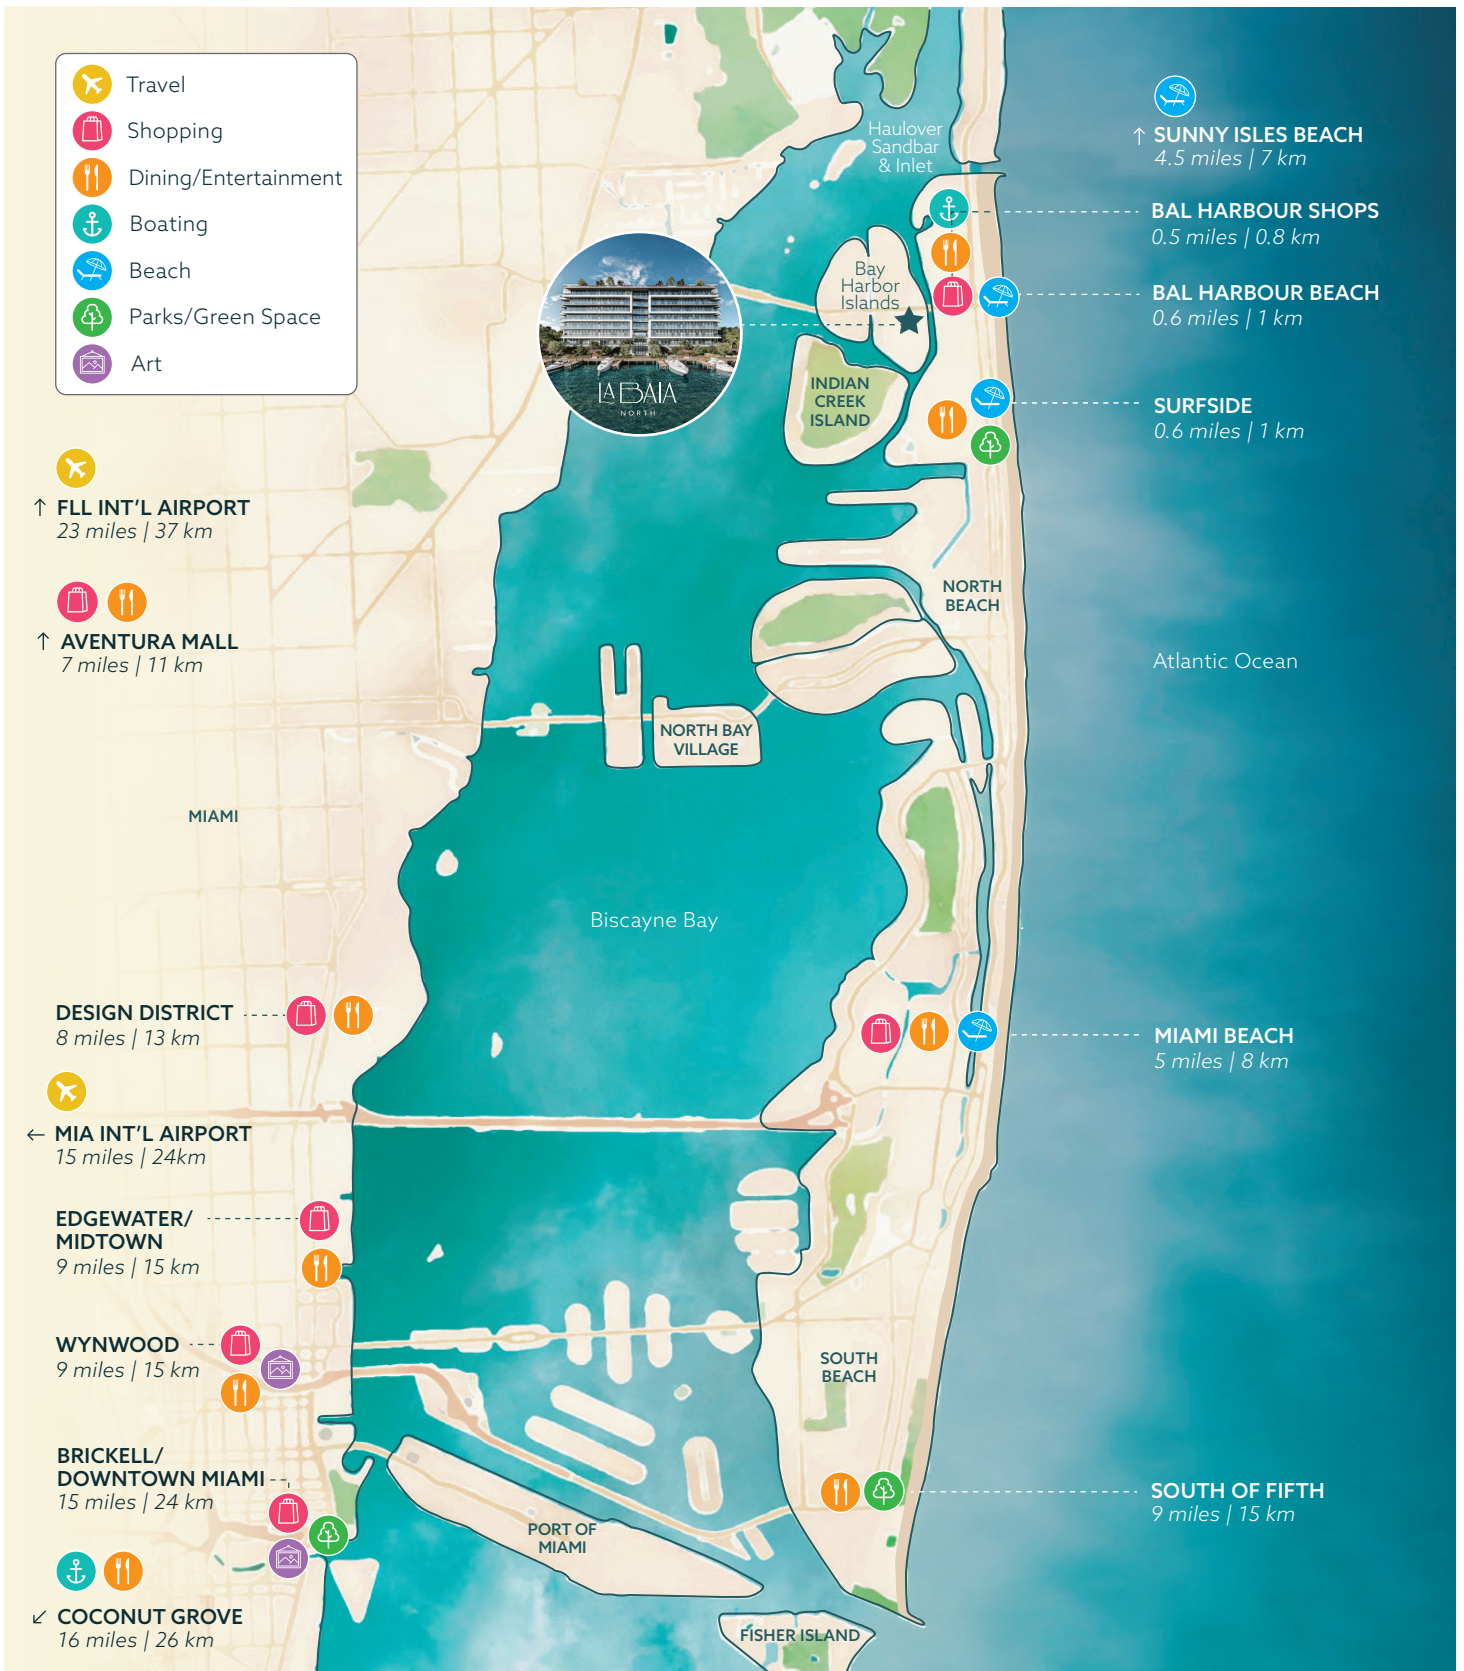 Travel
Shopping
Dining/Entertainment
Boating
Beach
Parks/Green Space
Art
Haulover
Sandbar
& Inlet
↑ SUNNY ISLES BEACH
4.5 miles | 7 km
BAL HARBOUR SHOPS
0.5 miles | 0.8 km
Bay
Harbor
Islands
BAL HARBOUR BEACH
0.6 miles | 1 km
LA BAIA
NORTH
INDIAN
CREEK
ISLAND
SURFSIDE
0.6 miles | 1 km
↑ FLL INT'L AIRPORT
23 miles | 37 km
↑ AVENTURA MALL
7 miles | 11 km
NORTH
BEACH
Atlantic Ocean
NORTH BAY
VILLAGE
MIAMI
Biscayne Bay
DESIGN DISTRICT
8 miles | 13 km
MIAMI BEACH
5 miles | 8 km
← MIA INT'L AIRPORT
15 miles | 24km
EDGEWATER/
MIDTOWN
9 miles | 15 km
WYNWOOD
9 miles | 15 km
SOUTH
BEACH
BRICKELL/
DOWNTOWN MIAMI
15 miles | 24 km
SOUTH OF FIFTH
9 miles | 15 km
PORT OF
MIAMI
↙ COCONUT GROVE
16 miles | 26 km
FISHER ISLAND